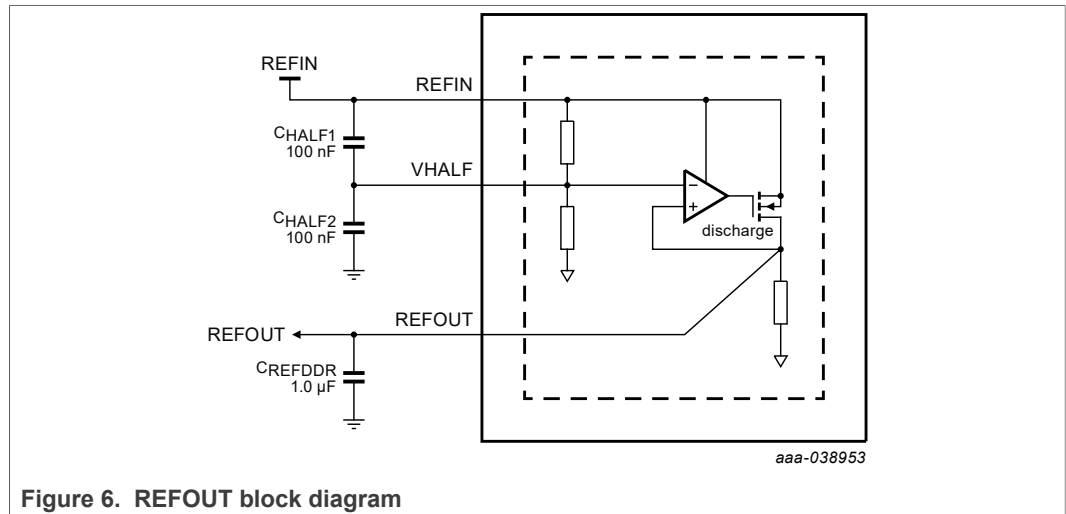 REFIN
REFIN
CHALF1
100 nF
VHALF
CHALF2
100 nF
−
+
discharge
REFOUT
REFOUT
CREFDDR
1.0 µF
aaa-038953
Figure 6. REFOUT block diagram